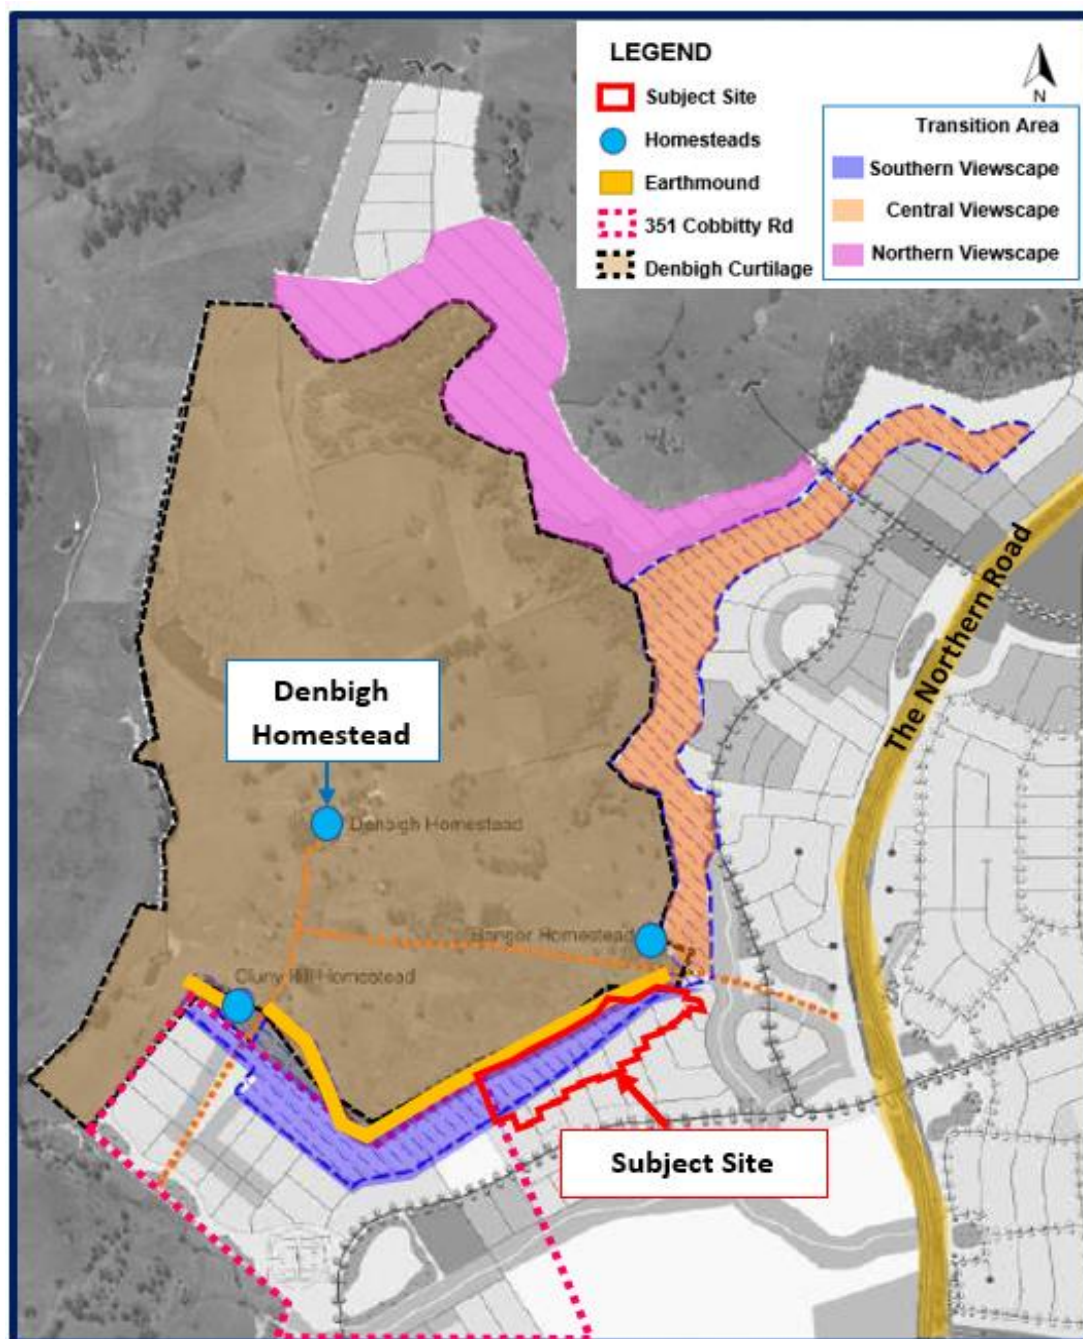 LEGEND
Subject Site
Homesteads
Earthmound
351 Cobbitty Rd
Denbigh Curtilage
N
Transition Area
Southern Viewscape
Central Viewscape
Northern Viewscape
The Northern Road
Denbigh
Homestead
Denbigh Homestead
Bangor Homestead
Cluny Hill Homestead
Subject Site